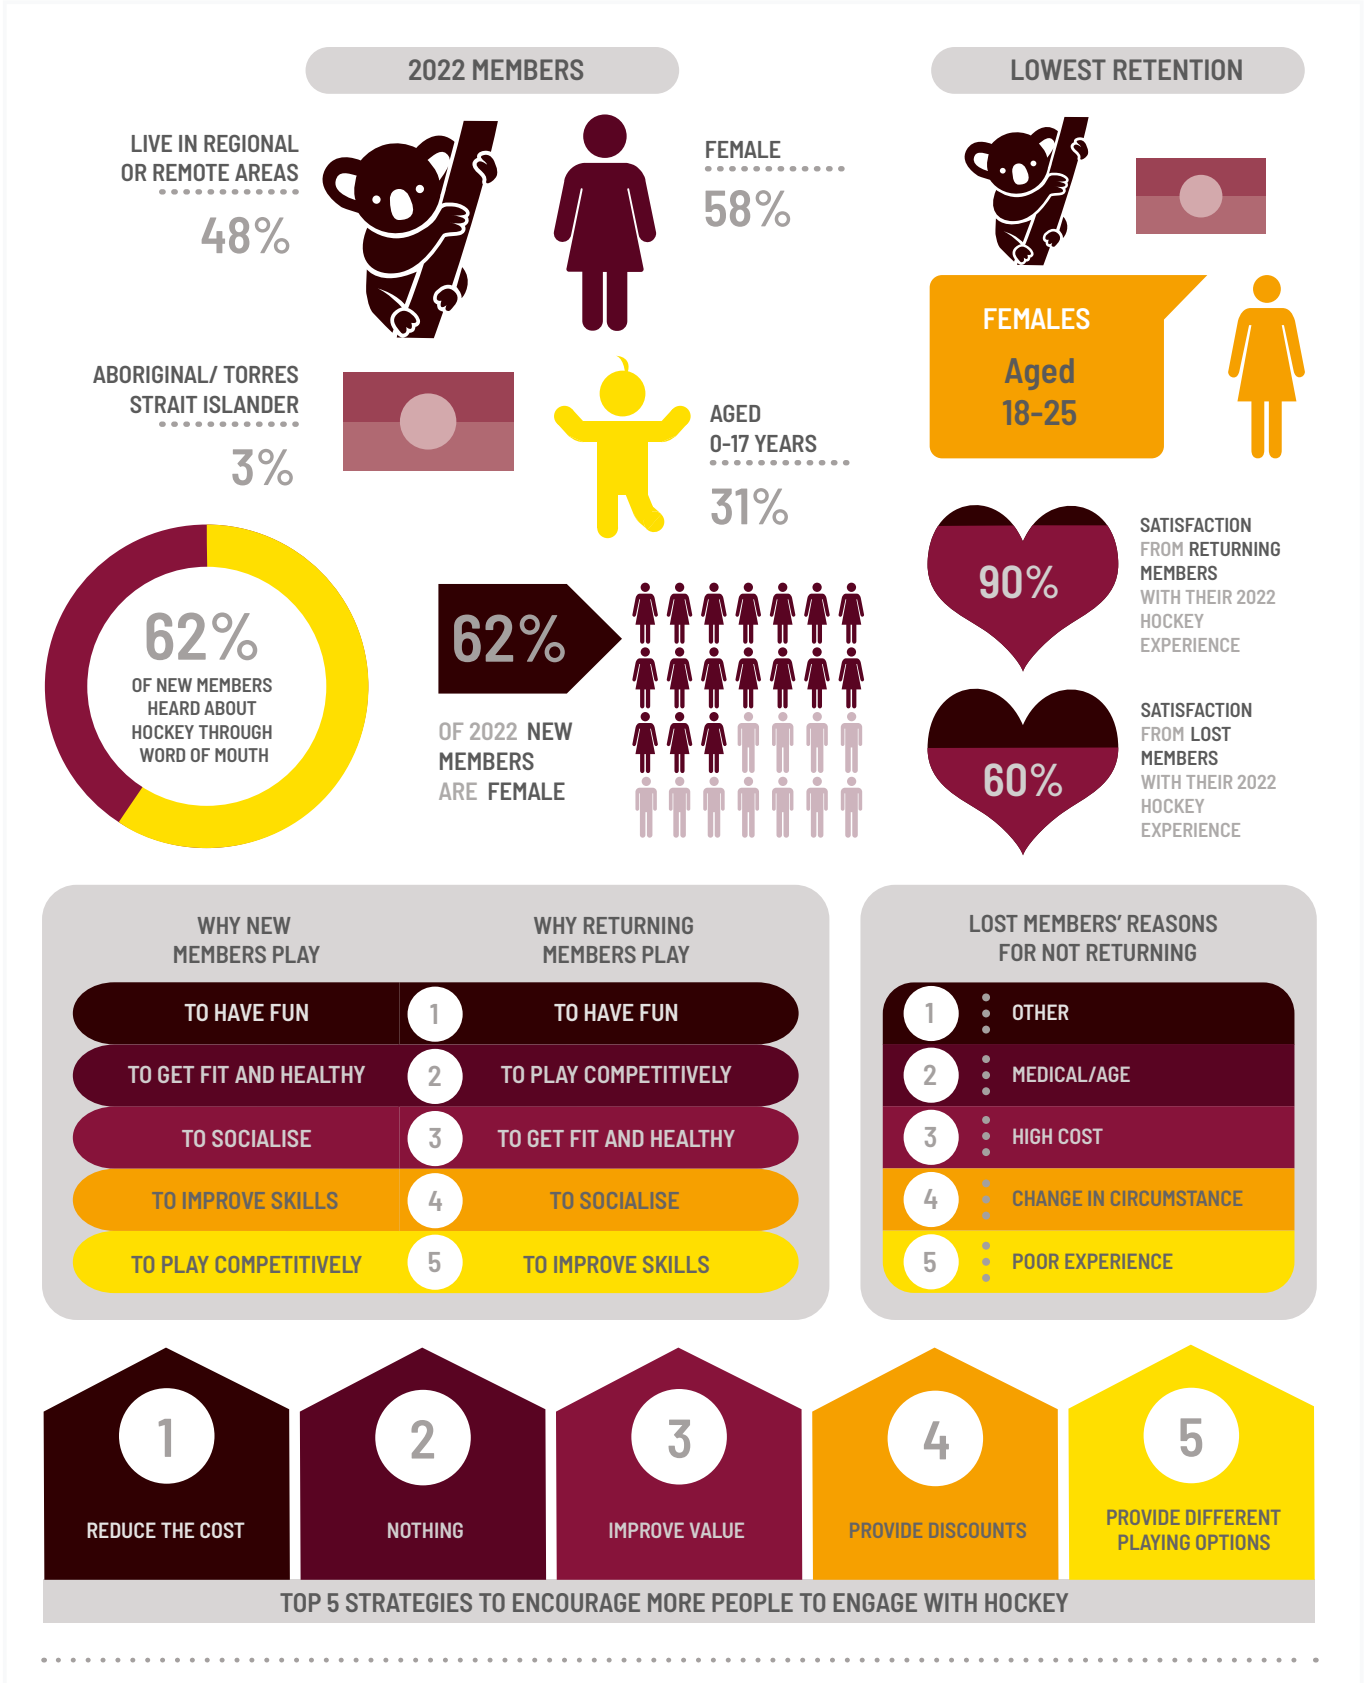 2022 MEMBERS
LIVE IN REGIONAL
OR REMOTE AREAS
48%
FEMALE
58%
ABORIGINAL/ TORRES
STRAIT ISLANDER
3%
AGED
0-17 YEARS
31%
LOWEST RETENTION
FEMALES
Aged
18-25
62%
OF NEW MEMBERS
HEARD ABOUT
HOCKEY THROUGH
WORD OF MOUTH
62%
OF 2022 NEW
MEMBERS
ARE FEMALE
90%
SATISFACTION
FROM RETURNING
MEMBERS
WITH THEIR 2022
HOCKEY
EXPERIENCE
60%
SATISFACTION
FROM LOST
MEMBERS
WITH THEIR 2022
HOCKEY
EXPERIENCE
WHY NEW
MEMBERS PLAY
WHY RETURNING
MEMBERS PLAY
TO HAVE FUN 1 TO HAVE FUN
TO GET FIT AND HEALTHY 2 TO PLAY COMPETITIVELY
TO SOCIALISE 3 TO GET FIT AND HEALTHY
TO IMPROVE SKILLS 4 TO SOCIALISE
TO PLAY COMPETITIVELY 5 TO IMPROVE SKILLS
LOST MEMBERS' REASONS
FOR NOT RETURNING
1 OTHER
2 MEDICAL/AGE
3 HIGH COST
4 CHANGE IN CIRCUMSTANCE
5 POOR EXPERIENCE
1
REDUCE THE COST
2
NOTHING
3
IMPROVE VALUE
4
PROVIDE DISCOUNTS
5
PROVIDE DIFFERENT
PLAYING OPTIONS
TOP 5 STRATEGIES TO ENCOURAGE MORE PEOPLE TO ENGAGE WITH HOCKEY